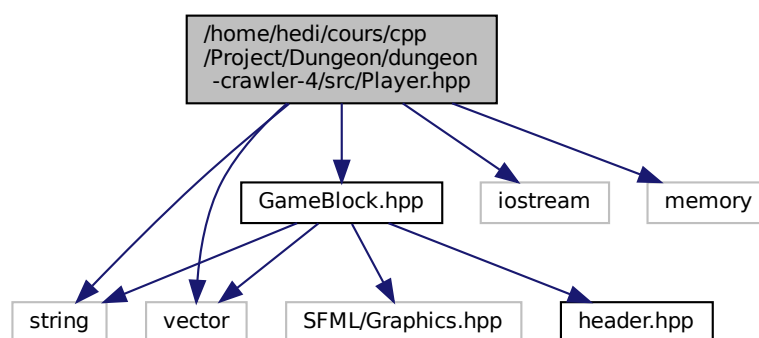 /home/hedi/cours/cpp
/Project/Dungeon/dungeon
-crawler-4/src/Player.hpp
GameBlock.hpp
iostream
memory
string
vector
SFML/Graphics.hpp
header.hpp